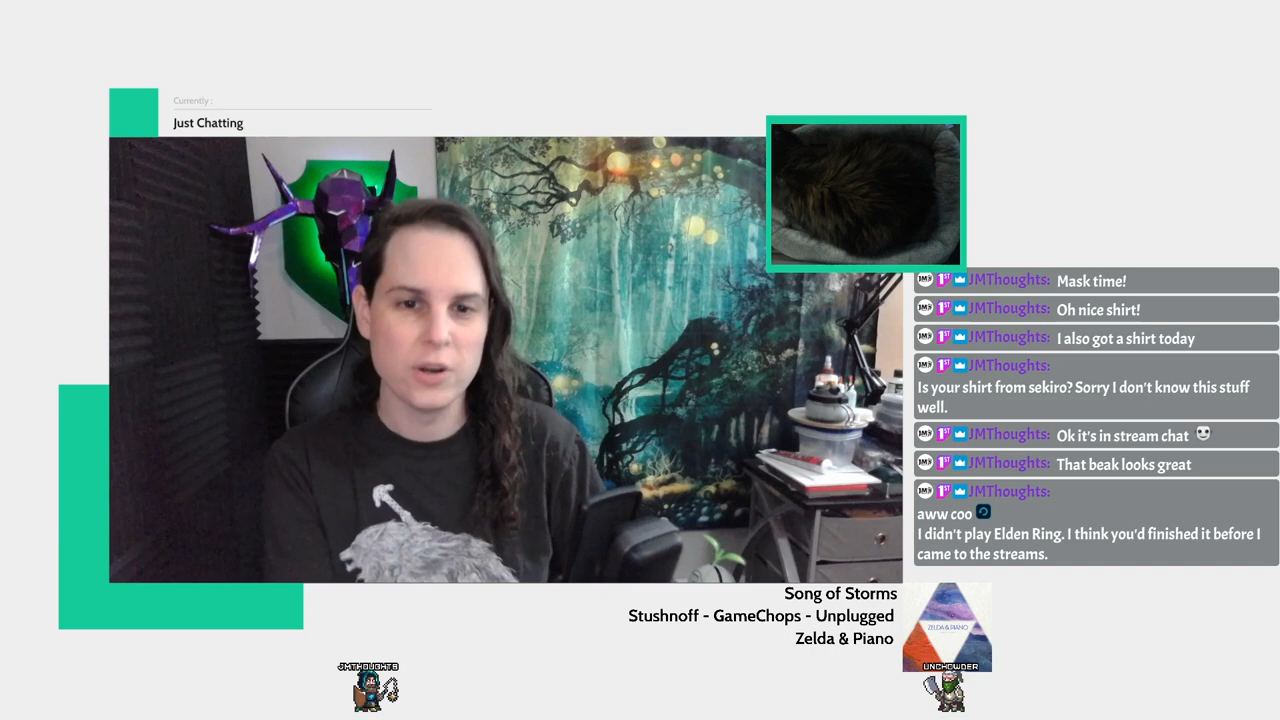 Currently :
Just Chatting
JMThoughts: Mask time!
JMThoughts: Oh nice shirt!
JMThoughts: I also got a shirt today
JMThoughts:
Is your shirt from sekiro? Sorry I don't know this stuff
well.
JMThoughts: Ok it's in stream chat
JMThoughts: That beak looks great
JMThoughts:
aww coo
I didn't play Elden Ring. I think you'd finished it before I
came to the streams.
Song of Storms
Stushnoff - GameChops - Unplugged
Zelda & Piano
ZELDA & PIANO
JMTHOUGHTS
UNCHOWDER